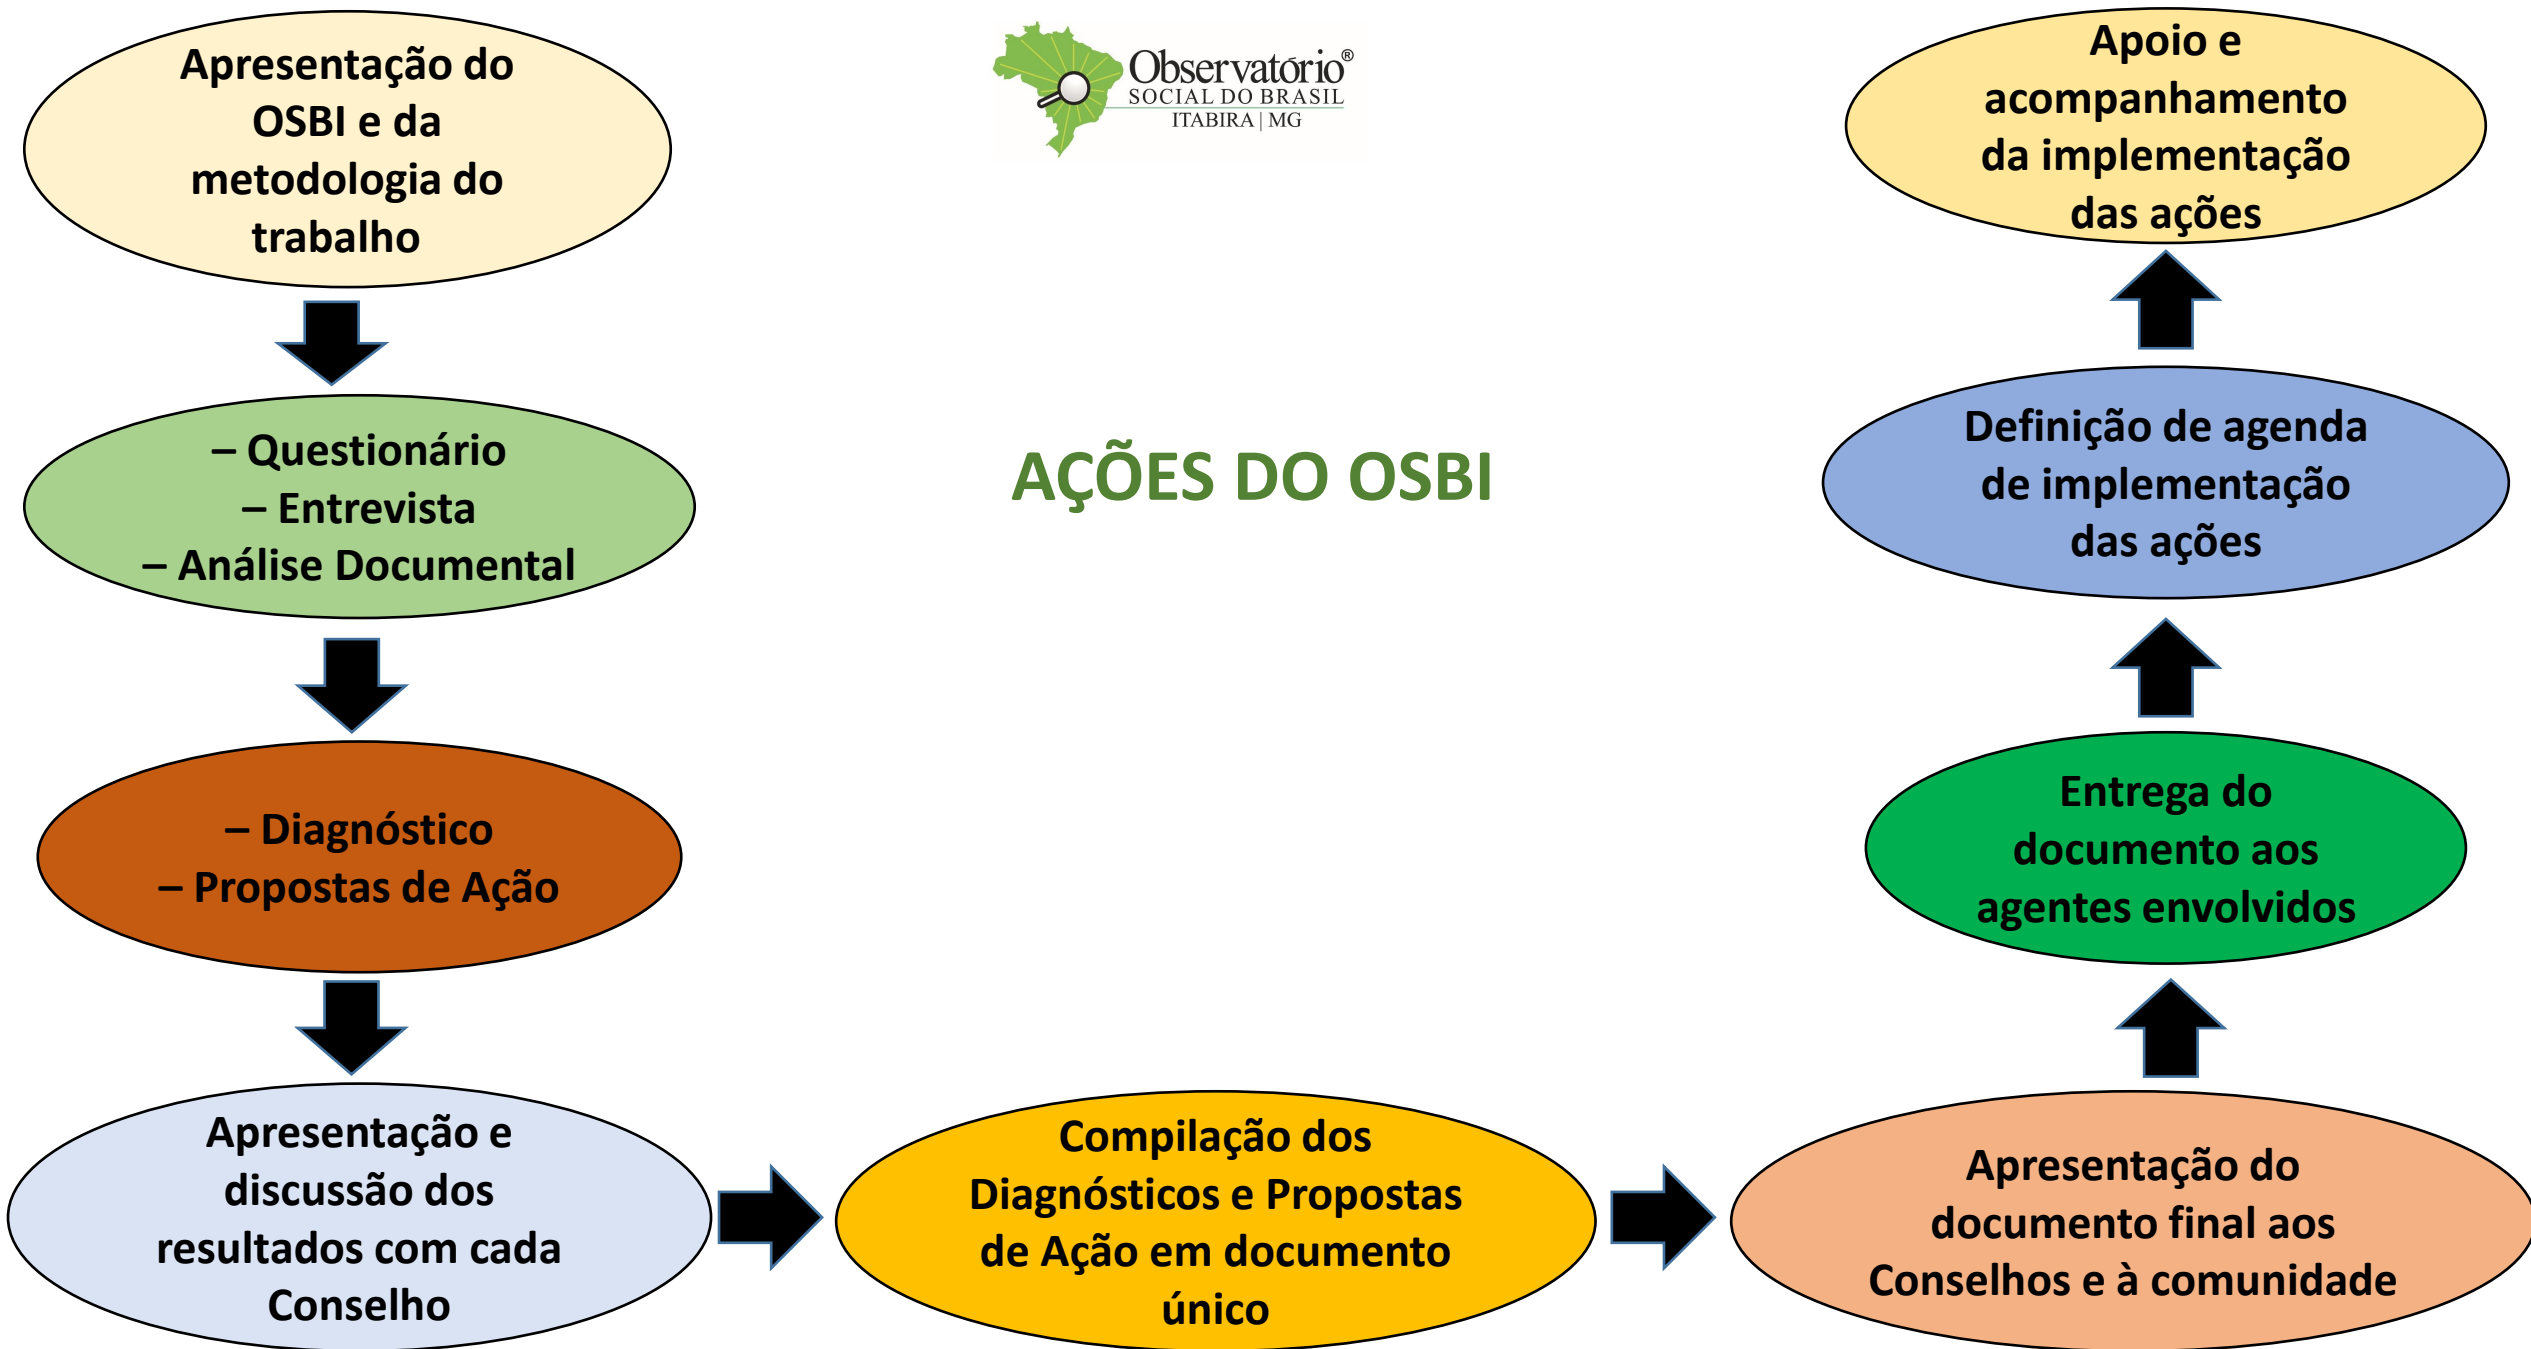 Apresentação do
OSBI e da
metodologia do
trabalho
– Questionário
– Entrevista
– Análise Documental
– Diagnóstico
– Propostas de Ação
Apresentação e
discussão dos
resultados com cada
Conselho
Observatório®
SOCIAL DO BRASIL
ITABIRA | MG
AÇÕES DO OSBI
Compilação dos
Diagnósticos e Propostas
de Ação em documento
único
Apresentação do
documento final aos
Conselhos e à comunidade
Entrega do
documento aos
agentes envolvidos
Definição de agenda
de implementação
das ações
Apoio e
acompanhamento
da implementação
das ações